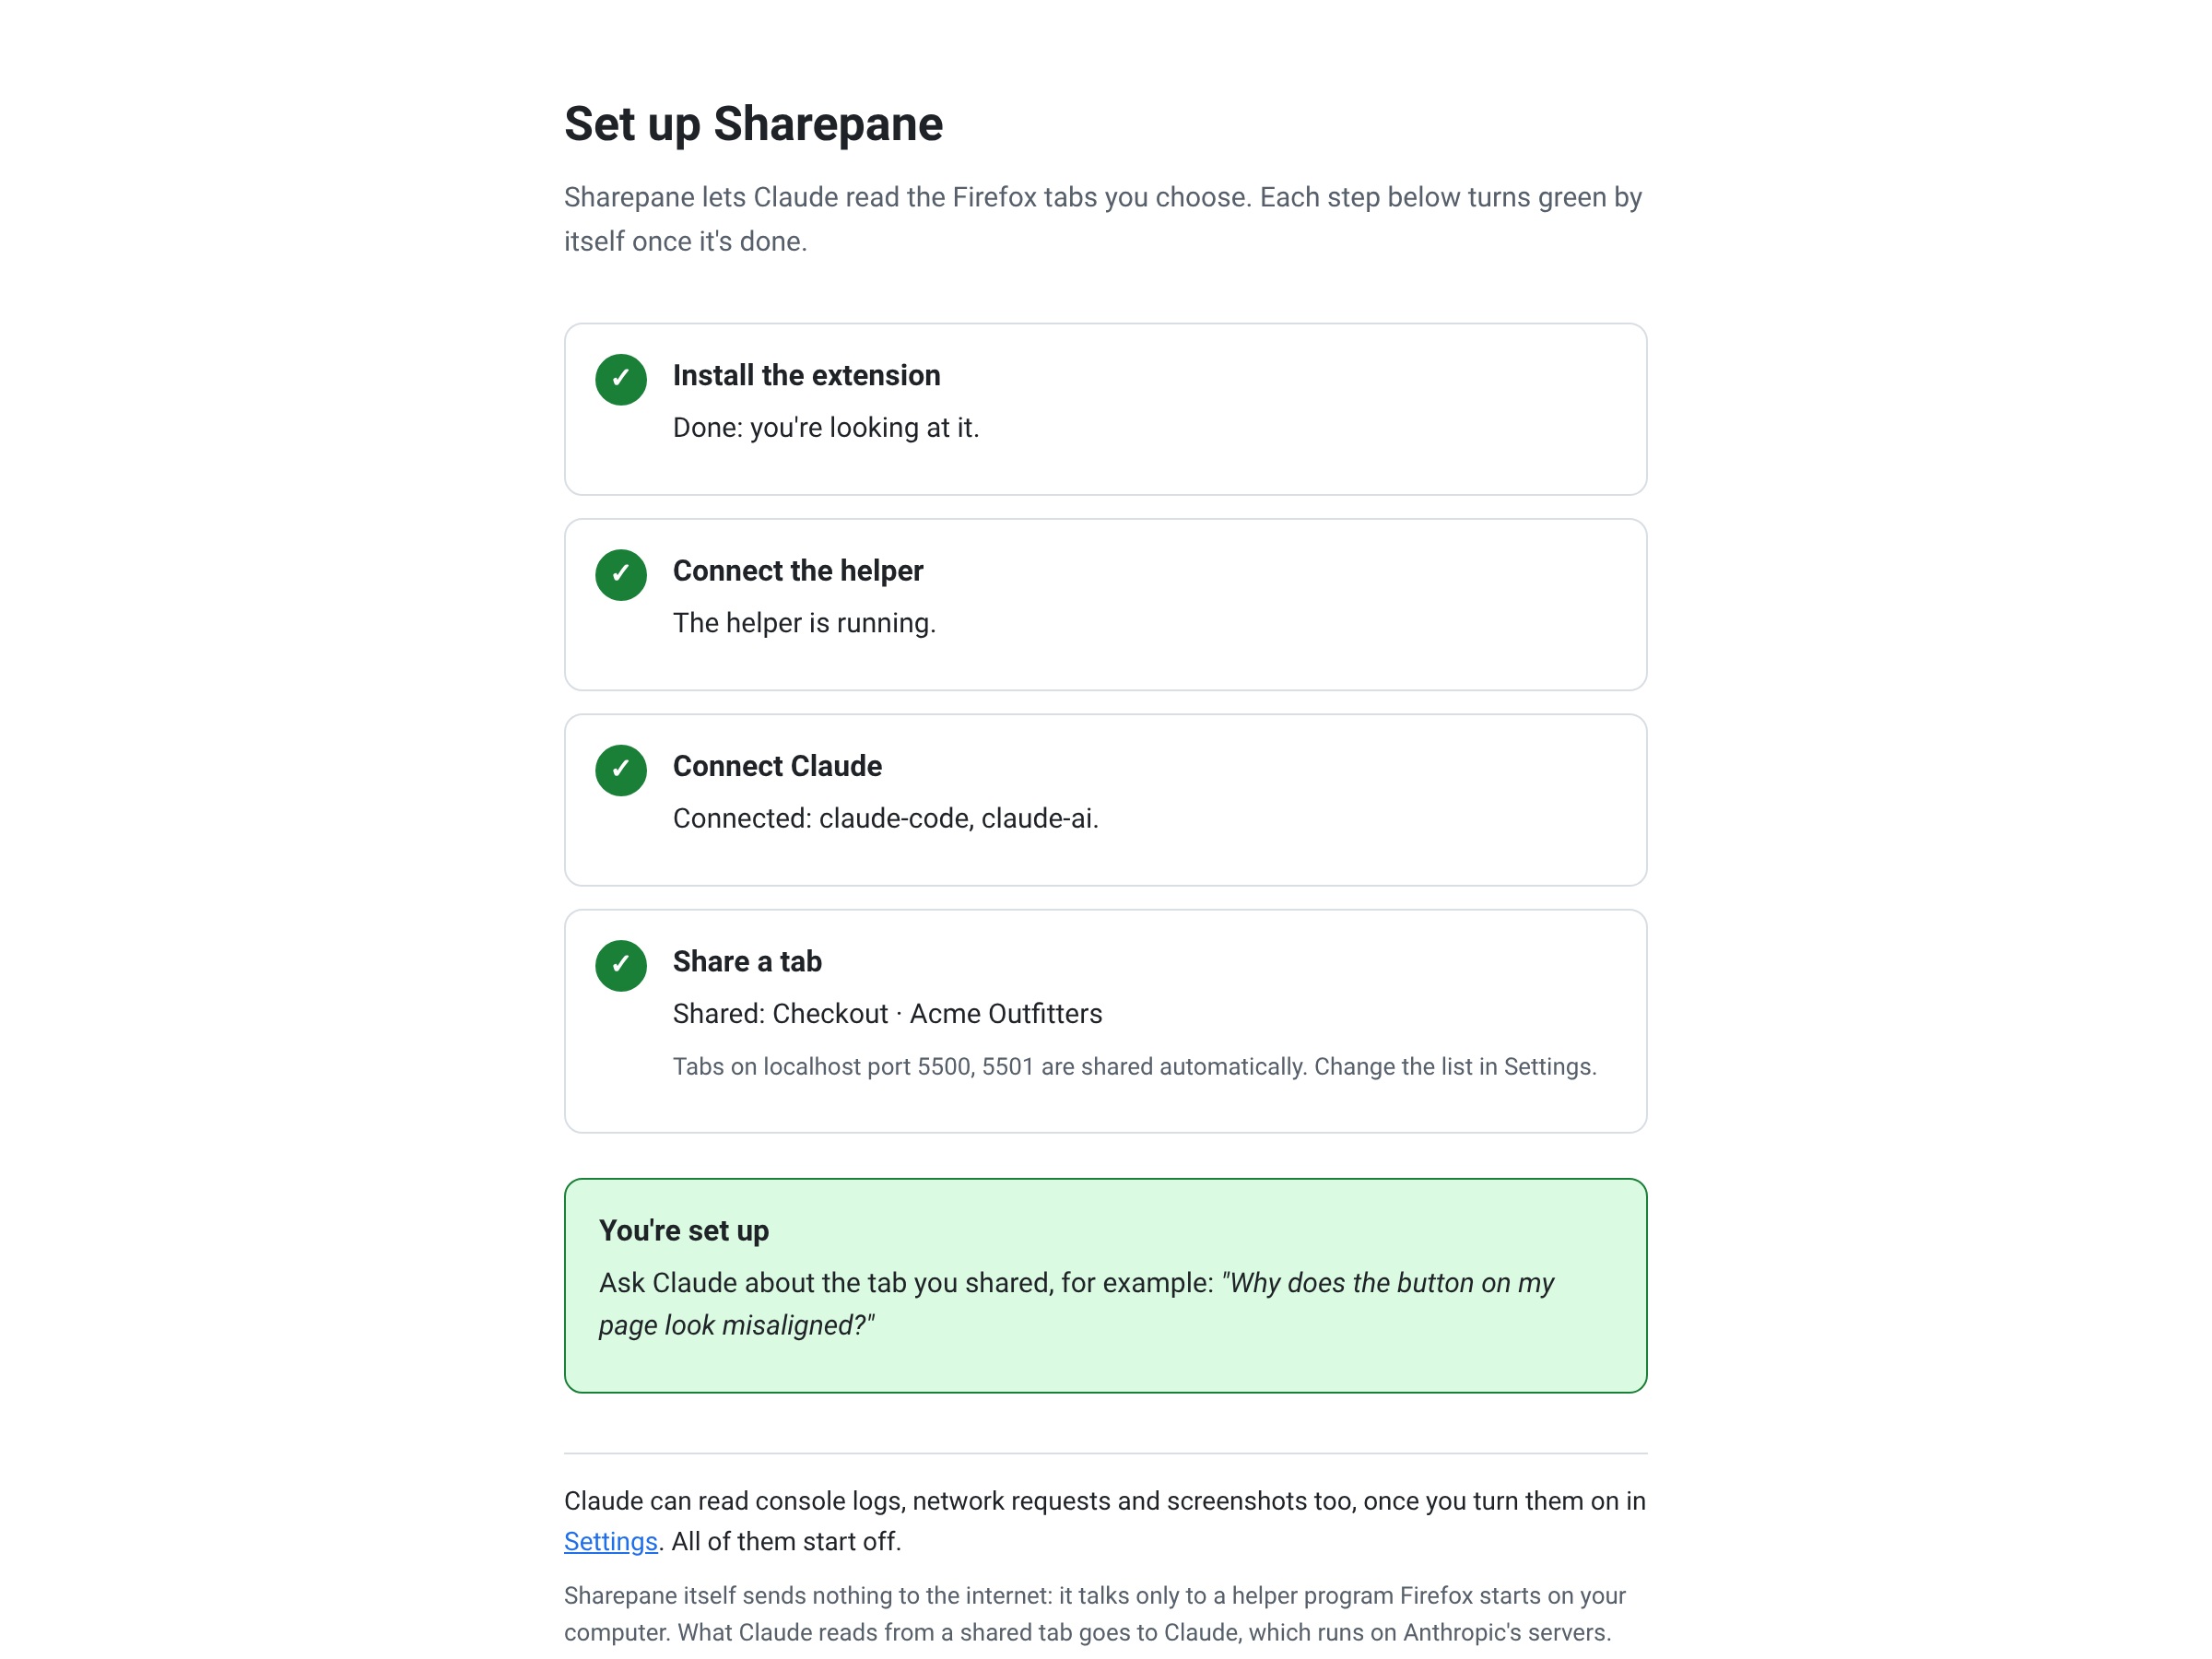 Set up Sharepane
Sharepane lets Claude read the Firefox tabs you choose. Each step below turns green by
itself once it's done.
✓ Install the extension
Done: you're looking at it.
✓ Connect the helper
The helper is running.
✓ Connect Claude
Connected: claude-code, claude-ai.
✓ Share a tab
Shared: Checkout · Acme Outfitters
Tabs on localhost port 5500, 5501 are shared automatically. Change the list in Settings.
You're set up
Ask Claude about the tab you shared, for example: "Why does the button on my
page look misaligned?"
Claude can read console logs, network requests and screenshots too, once you turn them on in
Settings. All of them start off.
Sharepane itself sends nothing to the internet: it talks only to a helper program Firefox starts on your
computer. What Claude reads from a shared tab goes to Claude, which runs on Anthropic's servers.